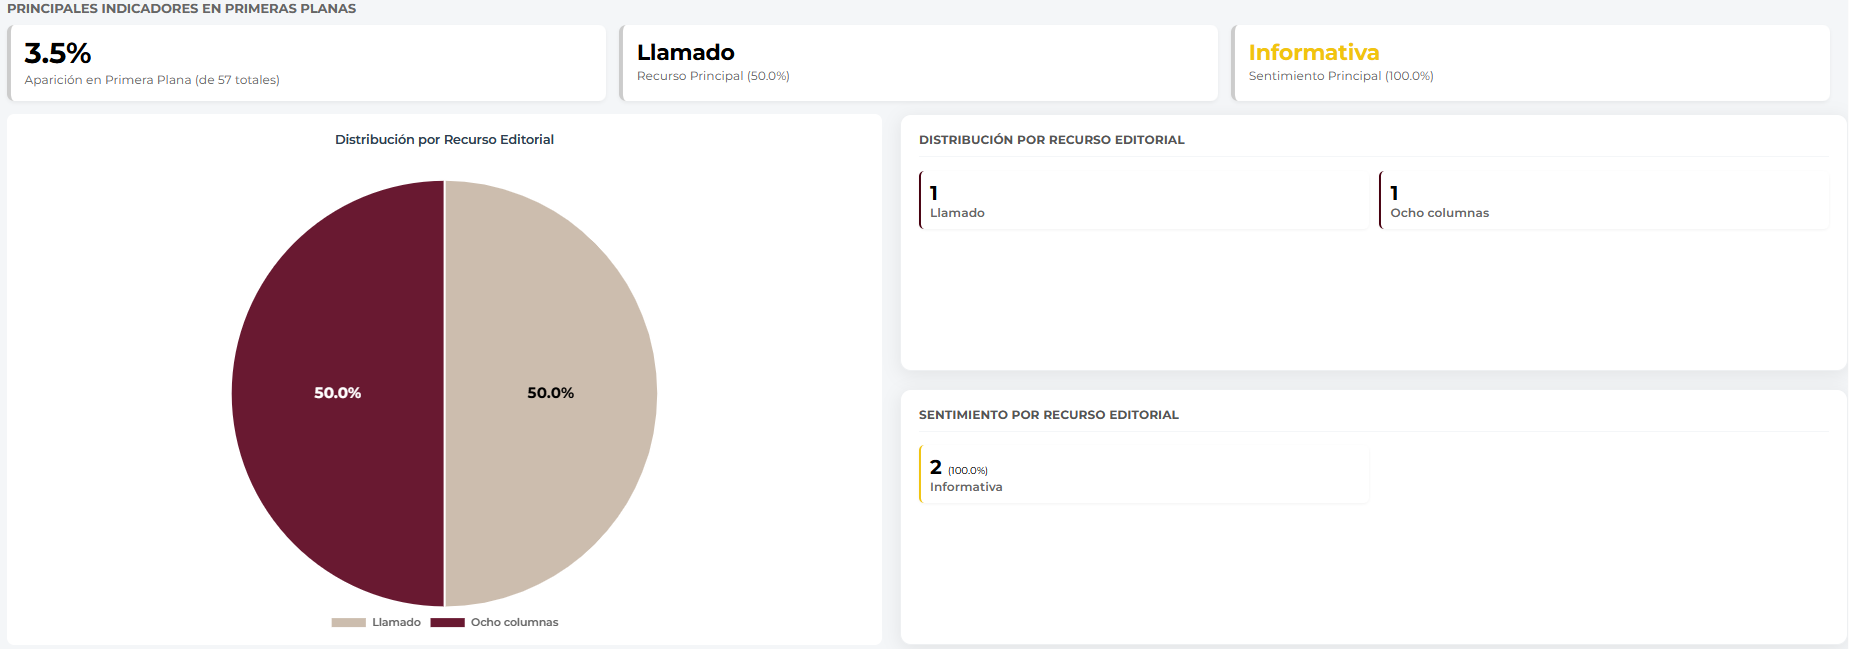 PRINCIPALES INDICADORES EN PRIMERAS PLANAS
3.5%
Aparición en Primera Plana (de 57 totales)
Llamado
Recurso Principal (50.0%)
Informativa
Sentimiento Principal (100.0%)
Distribución por Recurso Editorial
50.0%
50.0%
Llamado
Ocho columnas
DISTRIBUCIÓN POR RECURSO EDITORIAL
1
Llamado
1
Ocho columnas
SENTIMIENTO POR RECURSO EDITORIAL
2 (100.0%)
Informativa